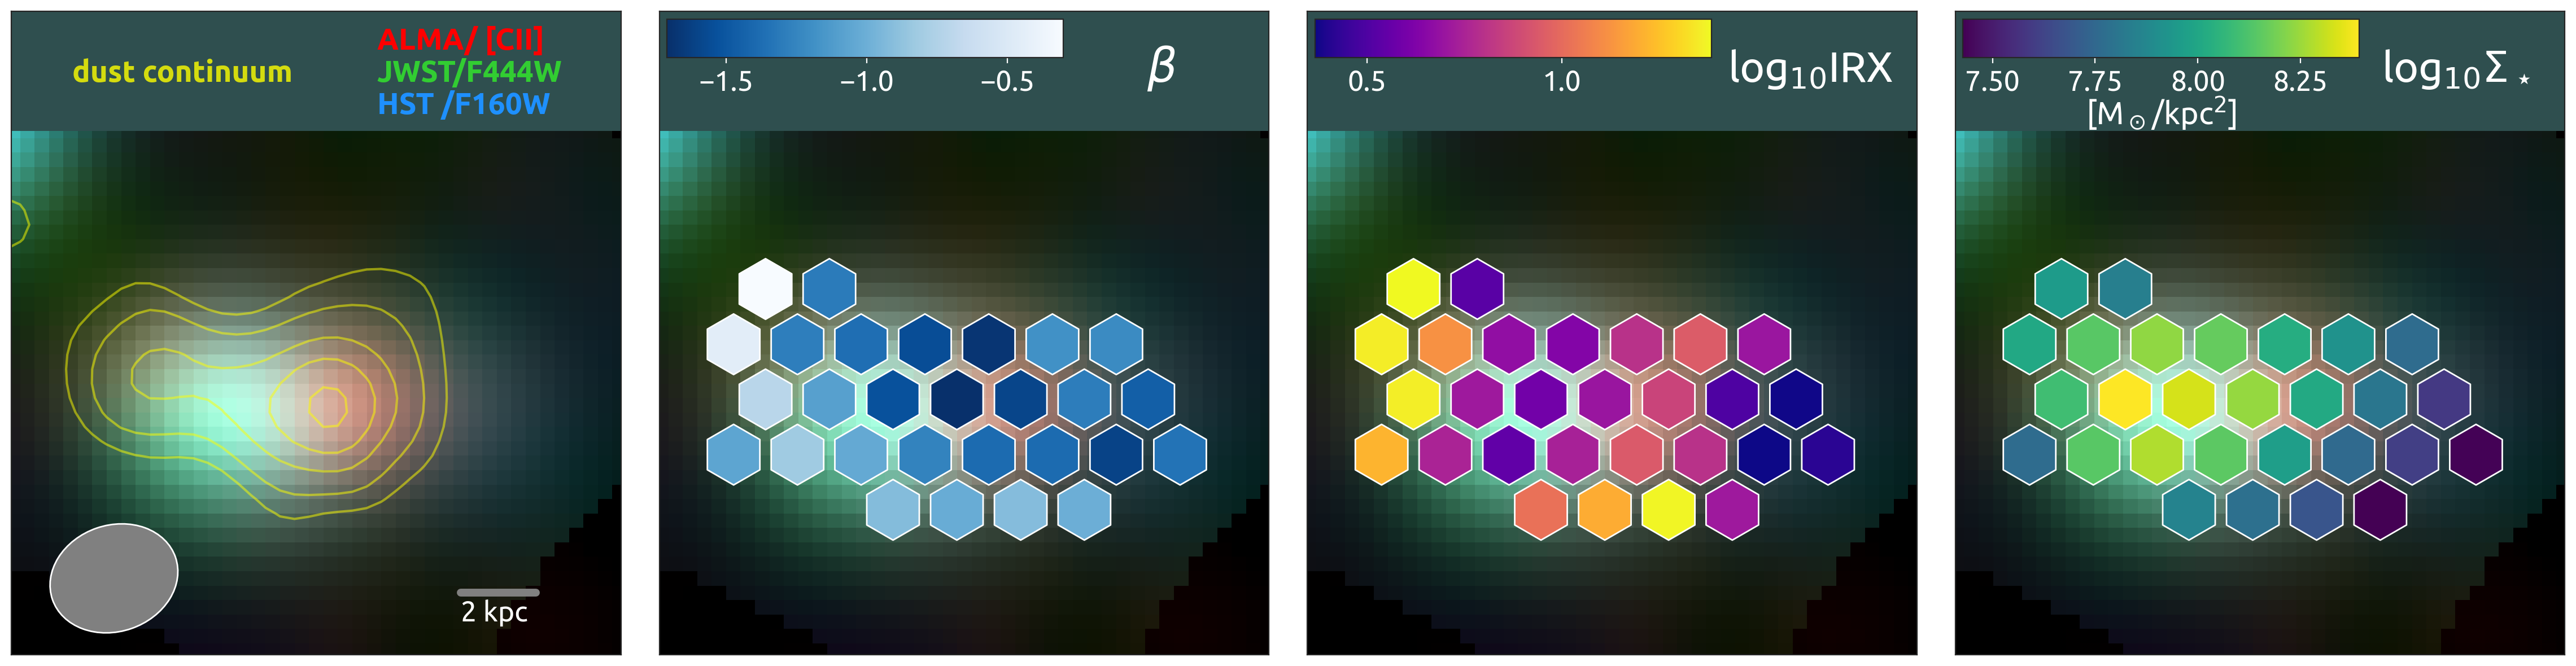 dust continuum
ALMA/ [CII]
JWST/F444W
HST /F160W
2 kpc
−1.5 −1.0 −0.5
β
0.5 1.0
log₁₀IRX
7.50 7.75 8.00 8.25
[M⊙/kpc²]
log₁₀Σ⋆